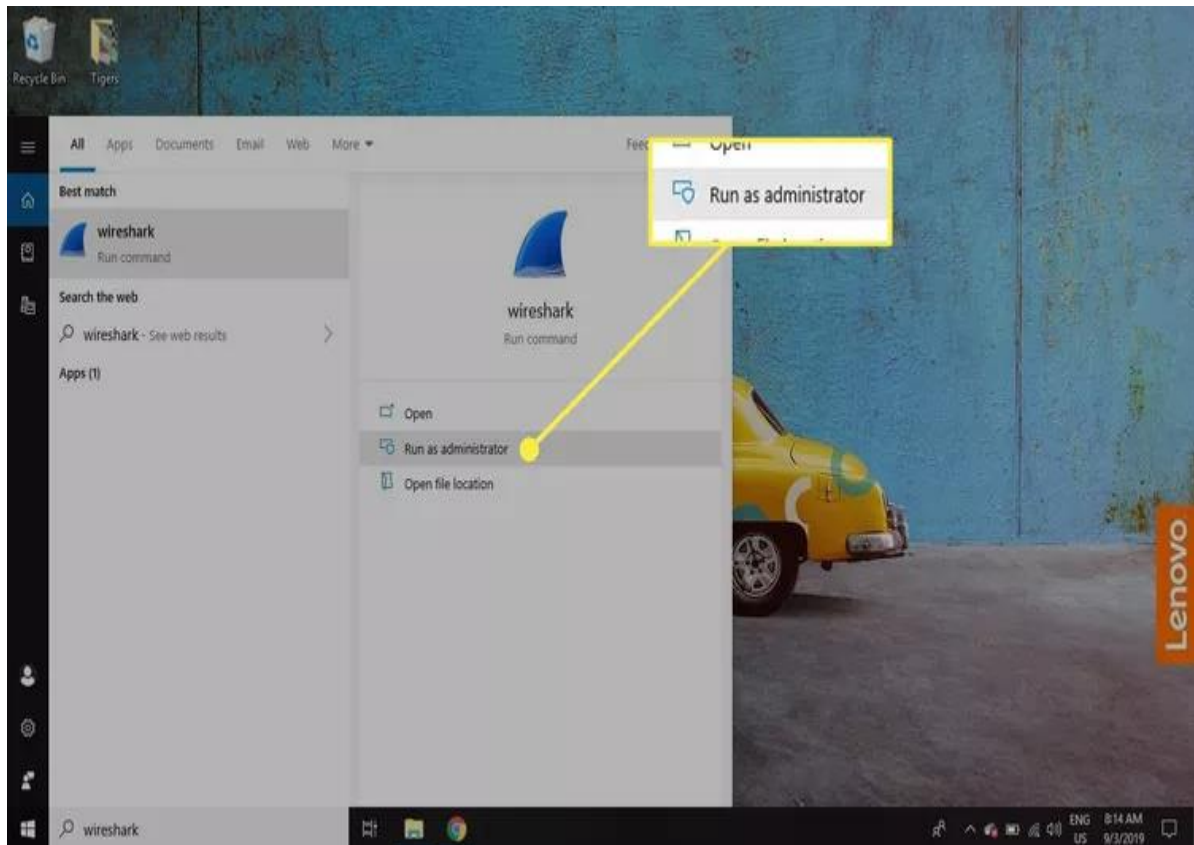 Recycle Bin
Tigers
All Apps Documents Email Web More
Open
Run as administrator
Best match
wireshark
Run command
Search the web
wireshark - See web results
Apps (1)
wireshark
Run command
Open
Run as administrator
Open file location
Lenovo
wireshark
ENG
US
8:14 AM
9/3/2019